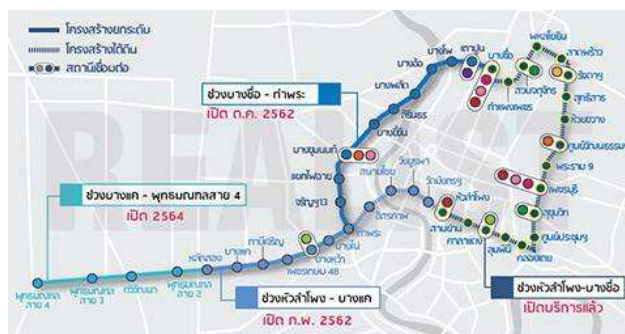 โครงสร้างยกระดับ
โครงสร้างใต้ดิน
สถานีเชื่อมต่อ
ช่วงบางซื่อ - ท่าพระ
เปิด ต.ค. 2562
ช่วงบางแค - พุทธมณฑลสาย 4
เปิด 2564
ช่วงหัวลำโพง - บางแค
เปิด ก.พ. 2562
ช่วงหัวลำโพง-บางซื่อ
เปิดบริการแล้ว
บางโพ
เตาปูน
บางซื่อ
บางอ้อ
บางพลัด
สิรินธร
บางยี่ขัน
บางขุนนนท์
แยกไฟฉาย
จรัญฯ13
ท่าพระ
กำแพงเพชร
สวนจตุจักร
พหลโยธิน
ลาดพร้าว
รัชดาฯ
สุทธิสาร
ห้วยขวาง
ศูนย์วัฒนธรรม
พระราม 9
เพชรบุรี
สุขุมวิท
ศูนย์ประชุมฯ
คลองเตย
ลุมพินี
ศาลาแดง
สามย่าน
หัวลำโพง
วัดมังกรฯ
วังบูรพา
สนามไชย
อิสรภาพ
บางไผ่
บางหว้า
เพชรเกษม 48
ภาษีเจริญ
บางแค
หลักสอง
พุทธมณฑล
สาย 2
ทวีวัฒนา
พุทธมณฑล
สาย 3
พุทธมณฑล
สาย 4